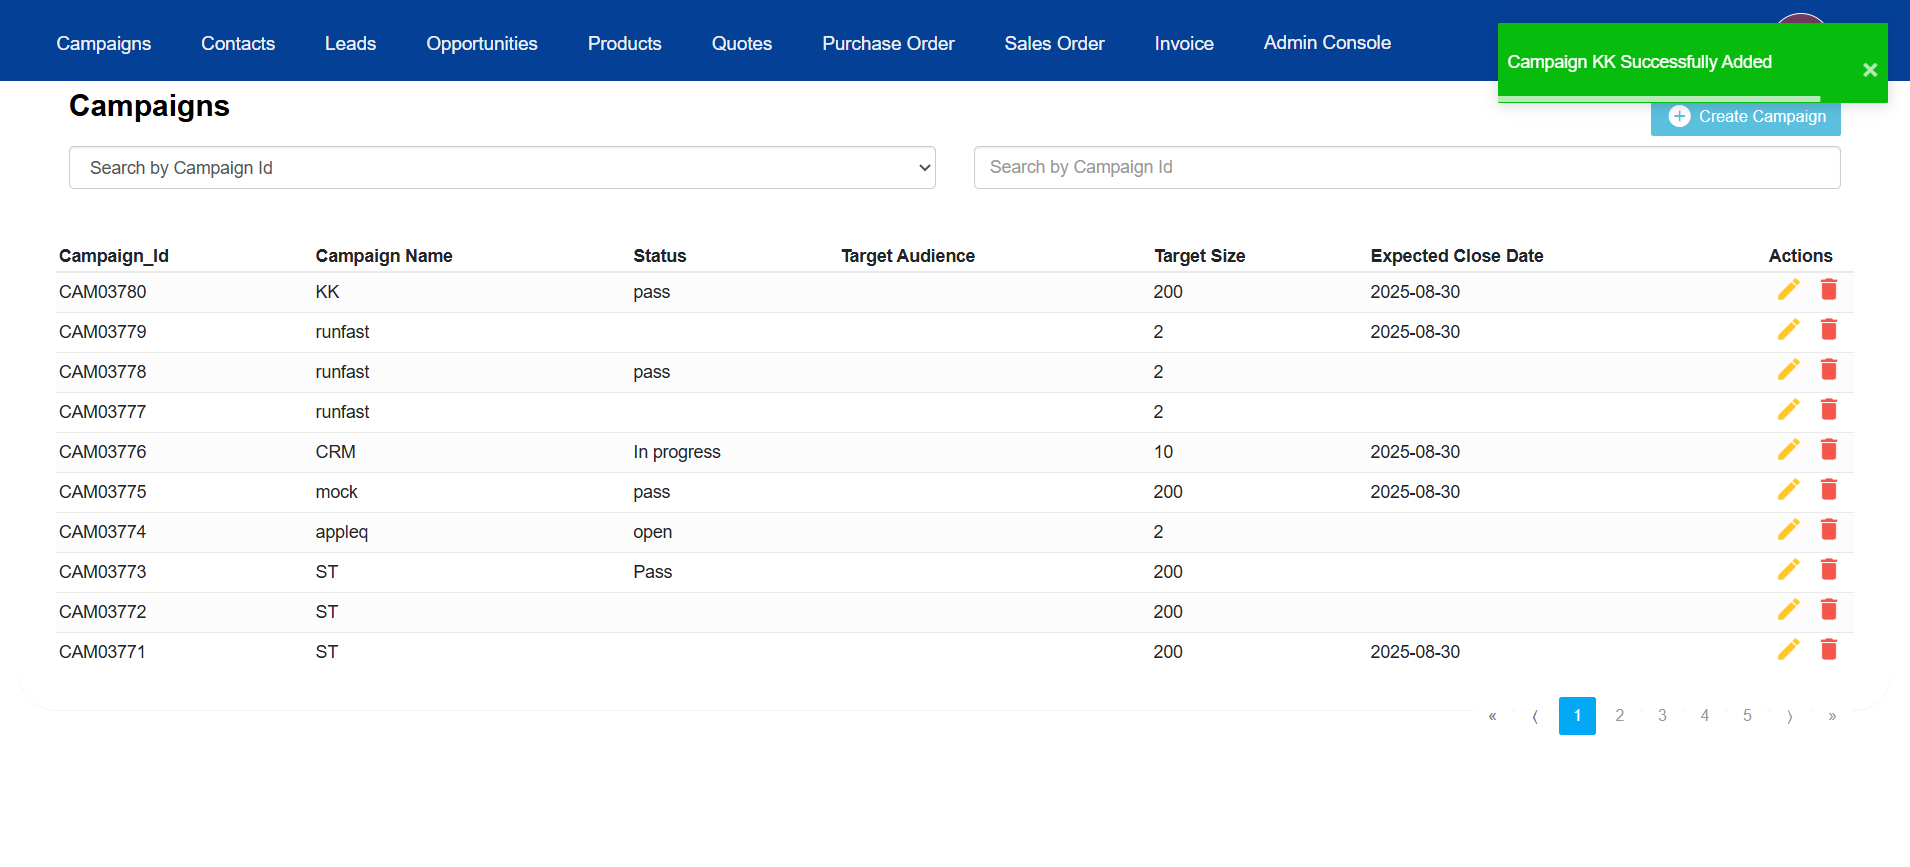 Campaigns Contacts Leads Opportunities Products Quotes Purchase Order Sales Order Invoice Admin Console
Campaign KK Successfully Added ×
Campaigns
Create Campaign
Search by Campaign Id Search by Campaign Id
Campaign_Id Campaign Name Status Target Audience Target Size Expected Close Date Actions
CAM03780 KK pass 200 2025-08-30
CAM03779 runfast 2 2025-08-30
CAM03778 runfast pass 2
CAM03777 runfast 2
CAM03776 CRM In progress 10 2025-08-30
CAM03775 mock pass 200 2025-08-30
CAM03774 appleq open 2
CAM03773 ST Pass 200
CAM03772 ST 200
CAM03771 ST 200 2025-08-30
« ⟨ 1 2 3 4 5 ⟩ »